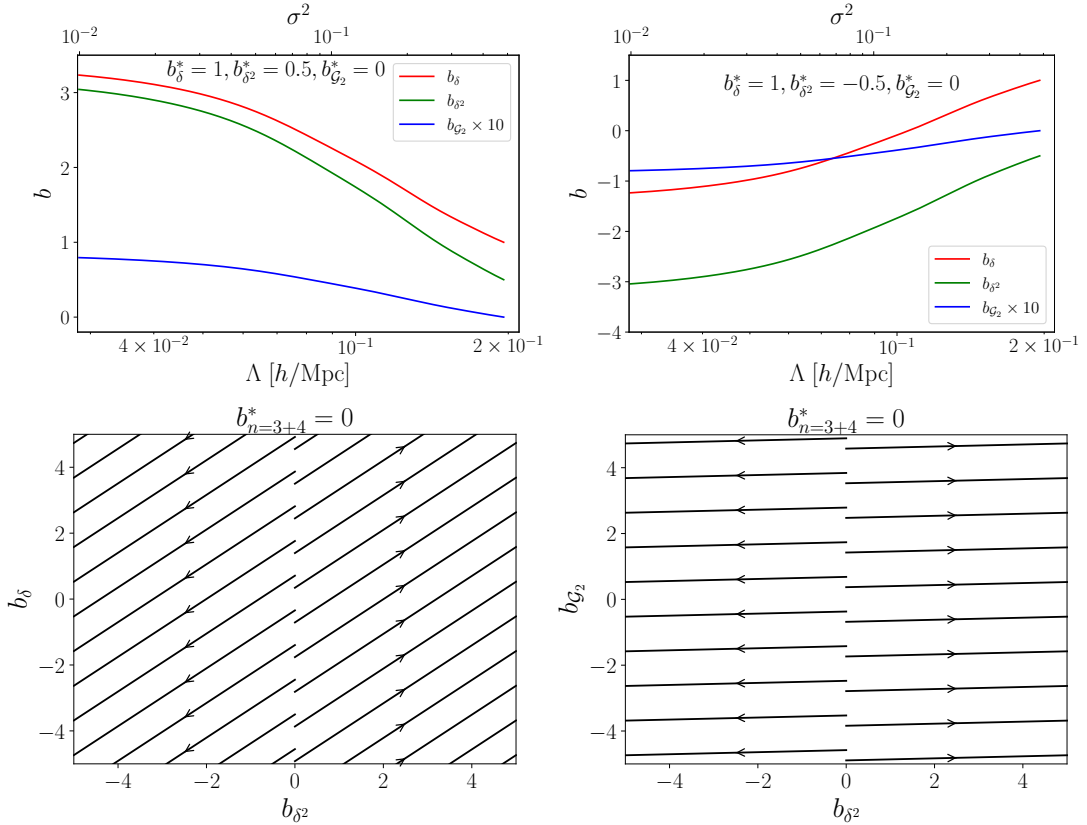 σ²
10⁻² 10⁻¹
b*_δ = 1, b*_δ² = 0.5, b*_𝒢₂ = 0
b_δ
b_δ²
b_𝒢₂ × 10
b
3
2
1
0
4 × 10⁻² 10⁻¹ 2 × 10⁻¹
Λ [h/Mpc]
σ²
10⁻² 10⁻¹
b*_δ = 1, b*_δ² = −0.5, b*_𝒢₂ = 0
b_δ
b_δ²
b_𝒢₂ × 10
b
1
0
−1
−2
−3
−4
4 × 10⁻² 10⁻¹ 2 × 10⁻¹
Λ [h/Mpc]
b*_n=3+4 = 0
b_δ
4
2
0
−2
−4
−4 −2 0 2 4
b_δ²
b*_n=3+4 = 0
b_𝒢₂
4
2
0
−2
−4
−4 −2 0 2 4
b_δ²